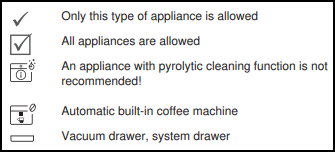 Only this type of appliance is allowed
All appliances are allowed
An appliance with pyrolytic cleaning function is not
recommended!
Automatic built-in coffee machine
Vacuum drawer, system drawer